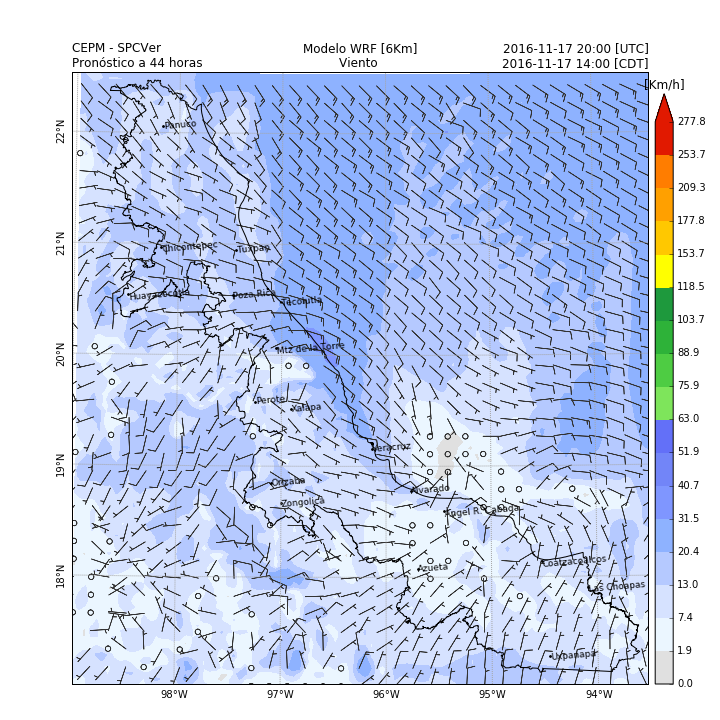 CEPM - SPCVer
Modelo WRF [6Km]
2016-11-17 20:00 [UTC]
Pronóstico a 44 horas
Viento
2016-11-17 14:00 [CDT]
[Km/h]
277.8
253.7
209.3
177.8
153.7
118.5
103.7
88.9
75.9
63.0
51.9
40.7
31.5
20.4
13.0
7.4
1.9
0.0
22°N
21°N
20°N
19°N
18°N
98°W
97°W
96°W
95°W
94°W
Panuco
Chicontepec
Tuxpan
Huayacocotla
Poza Rica
Tecolutla
Mtz de la Torre
Perote
Xalapa
Veracruz
Orizaba
Alvarado
Zongolica
Angel R. Cabada
Azueta
Coatzacoalcos
Las Choapas
Uxpanapa